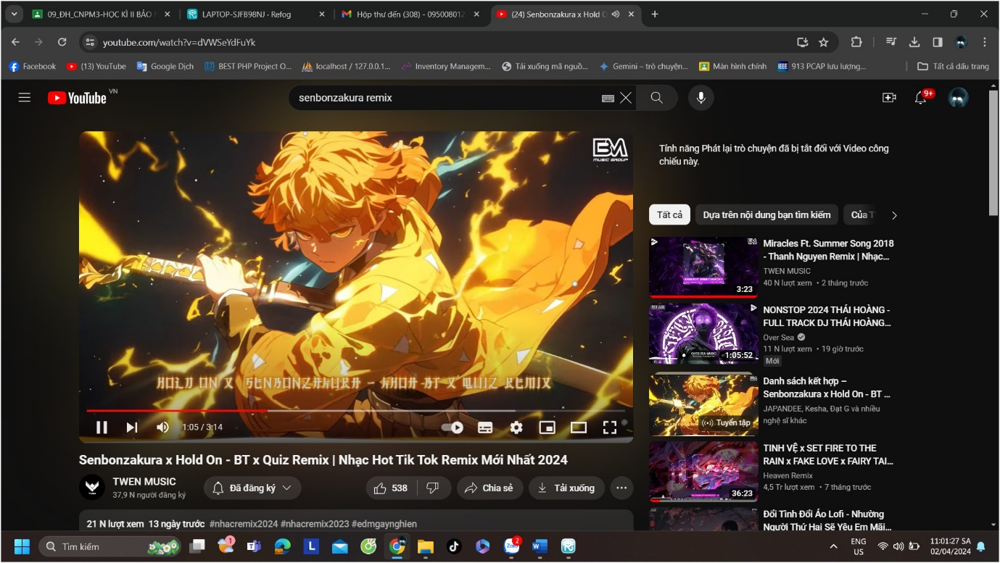 09_ĐH_CNPM3-HỌC KÌ II BẢO
LAPTOP-SJFB98NJ - Refog
Hộp thư đến (308) - 095008012
(24) Senbonzakura x Hold O
youtube.com/watch?v=dVWSeYdFuYk
Facebook
(13) YouTube
Google Dịch
BEST PHP Project O...
localhost / 127.0.0.1...
Inventory Managem...
Tải xuống mã nguồ...
Gemini – trò chuyện...
Màn hình chính
IEEE
913 PCAP lưu lượng...
Tất cả dấu trang
YouTube VN
senbonzakura remix
9+
BM
MUSIC GROUP
HOLD ON X SENBONZAKURA - KHOA BT X QUIZ REMIX
1:05 / 3:14
Senbonzakura x Hold On - BT x Quiz Remix | Nhạc Hot Tik Tok Remix Mới Nhất 2024
TWEN MUSIC
37,9 N người đăng ký
Đã đăng ký
538
Chia sẻ
Tải xuống
21 N lượt xem 13 ngày trước #nhacremix2024 #nhacremix2023 #edmgaynghien
Tính năng Phát lại trò chuyện đã bị tắt đối với Video công
chiếu này.
Tất cả
Dựa trên nội dung bạn tìm kiếm
Của T
3:23
Miracles Ft. Summer Song 2018
- Thanh Nguyen Remix | Nhạc...
TWEN MUSIC
40 N lượt xem • 2 tháng trước
1:05:52
NONSTOP 2024 THÁI HOÀNG -
FULL TRACK DJ THÁI HOÀNG...
Over Sea
11 N lượt xem • 19 giờ trước
Mới
Tuyển tập
Danh sách kết hợp –
Senbonzakura x Hold On - BT ...
JAPANDEE, Kesha, Đạt G và nhiều
nghệ sĩ khác
36:23
TINH VỆ x SET FIRE TO THE
RAIN x FAKE LOVE x FAIRY TAI...
Heaven Remix
4,5 Tr lượt xem • 7 tháng trước
Đổi Tình Đổi Áo Lofi - Nhường
Người Thứ Hai Sẽ Yêu Em Mãi...
Tìm kiếm
1
L
Zalo
2
ENG
US
11:01:27 SA
02/04/2024